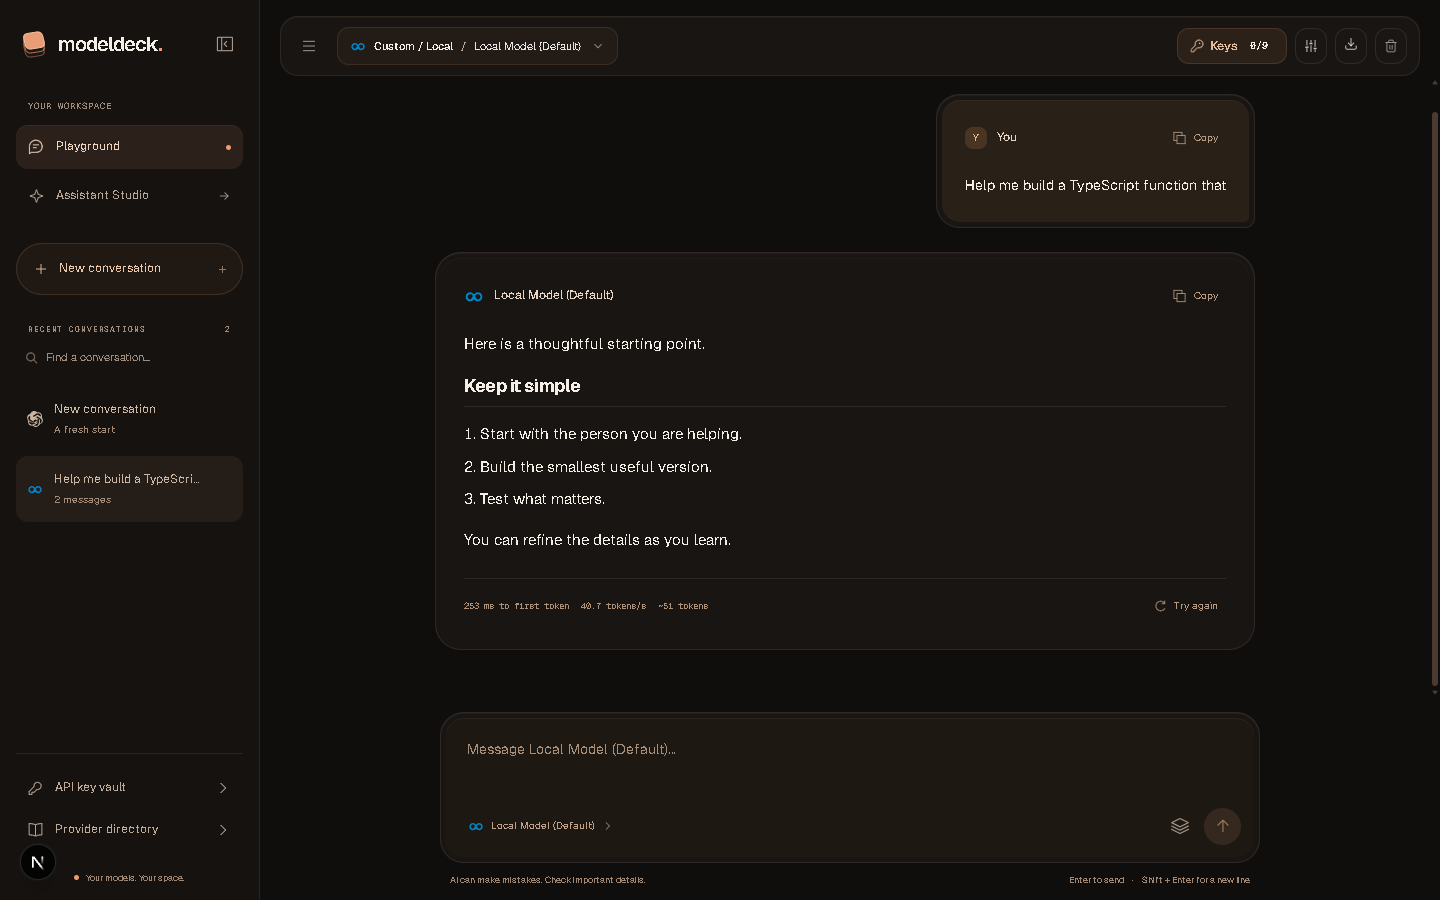 modeldeck.
YOUR WORKSPACE
Playground
Assistant Studio
New conversation
RECENT CONVERSATIONS 2
Find a conversation...
New conversation
A fresh start
Help me build a TypeScri...
2 messages
API key vault
Provider directory
N
Your models. Your space.
Custom / Local / Local Model (Default)
Keys 0/9
Y You Copy
Help me build a TypeScript function that
Local Model (Default) Copy
Here is a thoughtful starting point.
Keep it simple
1. Start with the person you are helping.
2. Build the smallest useful version.
3. Test what matters.
You can refine the details as you learn.
253 ms to first token 40.7 tokens/s ~51 tokens Try again
Message Local Model (Default)...
Local Model (Default)
AI can make mistakes. Check important details.
Enter to send · Shift + Enter for a new line